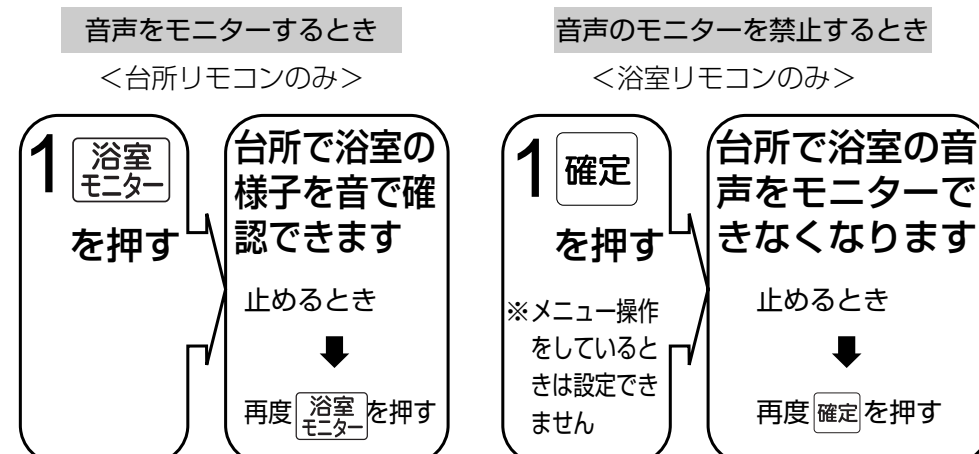 音声をモニターするとき
＜台所リモコンのみ＞
1 浴室
モニター
を押す
台所で浴室の
様子を音で確
認できます
止めるとき
再度 浴室
モニター を押す
音声のモニターを禁止するとき
＜浴室リモコンのみ＞
1 確定
を押す
※メニュー操作
をしていると
きは設定でき
ません
台所で浴室の音
声をモニターで
きなくなります
止めるとき
再度 確定 を押す